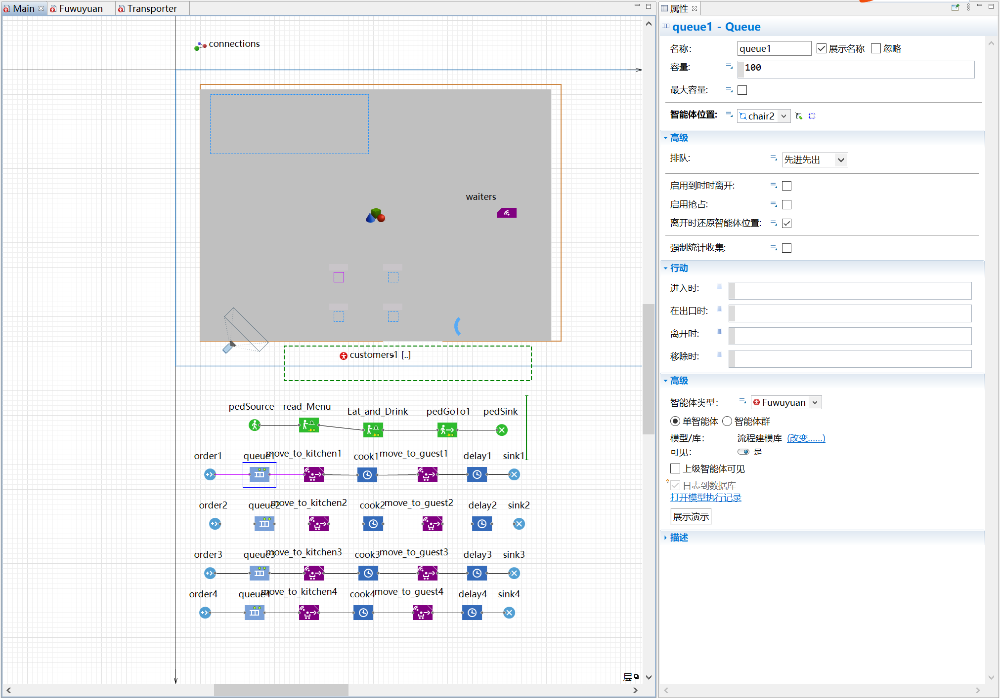 Main
Fuwuyuan
Transporter
connections
waiters
customers1 [..]
pedSource
read_Menu
Eat_and_Drink
pedGoTo1
pedSink
order1
queue1
move_to_kitchen1
cook1
move_to_guest1
delay1
sink1
order2
queue2
move_to_kitchen2
cook2
move_to_guest2
delay2
sink2
order3
queue3
move_to_kitchen3
cook3
move_to_guest3
delay3
sink3
order4
queue4
move_to_kitchen4
cook4
move_to_guest4
delay4
sink4
层
属性
queue1 - Queue
名称: queue1 展示名称 忽略
容量: 100
最大容量:
智能体位置: chair2
高级
排队: 先进先出
启用到时时离开:
启用抢占:
离开时还原智能体位置:
强制统计收集:
行动
进入时:
在出口时:
离开时:
移除时:
高级
智能体类型: Fuwuyuan
单智能体 智能体群
模型/库: 流程建模库 (改变......)
可见: 是
上级智能体可见
日志到数据库
打开模型执行记录
展示演示
描述